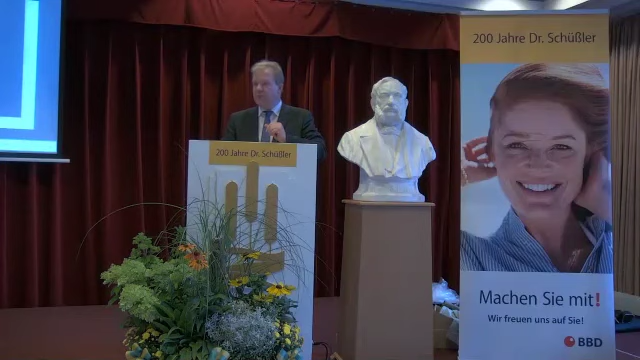 200 Jahre Dr. Schüßler
200 Jahre Dr. Schüßler
Machen Sie mit!
Wir freuen uns auf Sie!
BBD